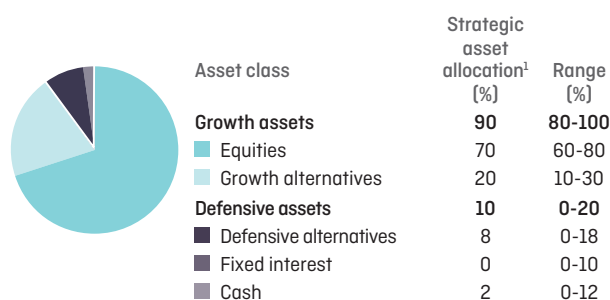 Strategic
asset
Asset class allocation¹ Range
(%) (%)
Growth assets 90 80-100
Equities 70 60-80
Growth alternatives 20 10-30
Defensive assets 10 0-20
Defensive alternatives 8 0-18
Fixed interest 0 0-10
Cash 2 0-12